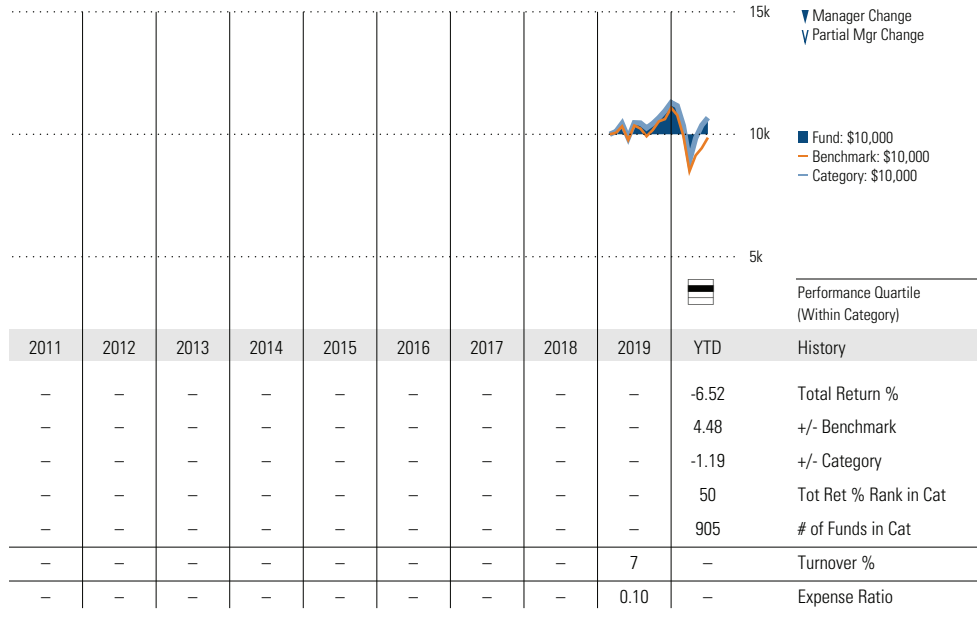 15k
Manager Change
Partial Mgr Change
10k
Fund: $10,000
Benchmark: $10,000
Category: $10,000
5k
Performance Quartile
(Within Category)
2011 2012 2013 2014 2015 2016 2017 2018 2019 YTD History
– – – – – – – – – -6.52 Total Return %
– – – – – – – – – 4.48 +/- Benchmark
– – – – – – – – – -1.19 +/- Category
– – – – – – – – – 50 Tot Ret % Rank in Cat
– – – – – – – – – 905 # of Funds in Cat
– – – – – – – – 7 – Turnover %
– – – – – – – – 0.10 – Expense Ratio